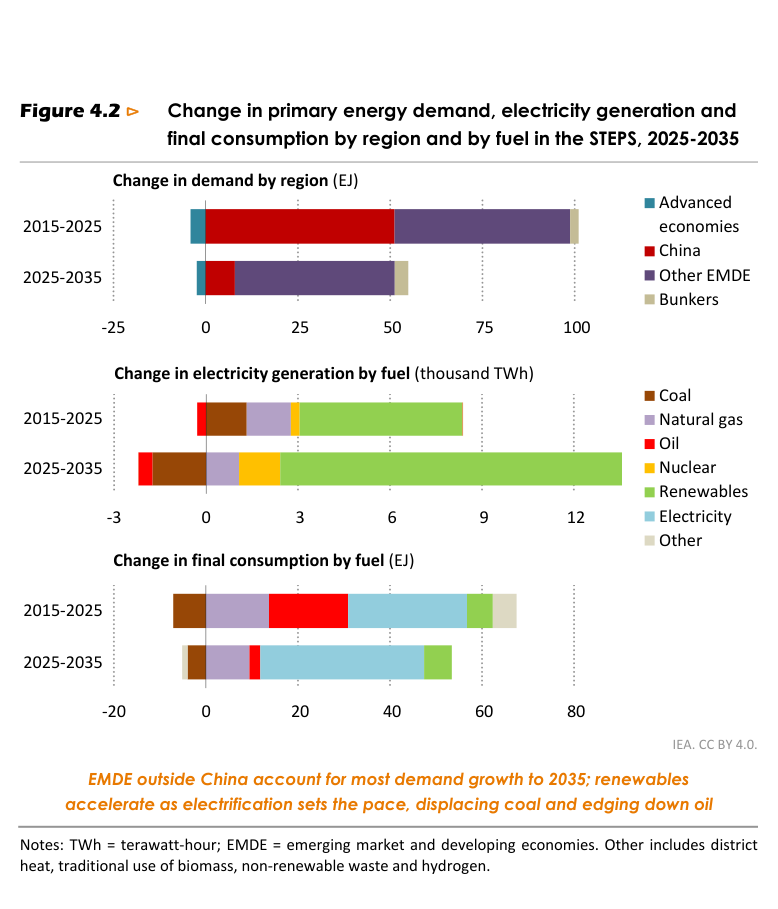 Figure 4.2 ⊳ Change in primary energy demand, electricity generation and
final consumption by region and by fuel in the STEPS, 2025-2035
Change in demand by region (EJ)
2015-2025
2025-2035
-25 0 25 50 75 100
Advanced
economies
China
Other EMDE
Bunkers
Change in electricity generation by fuel (thousand TWh)
2015-2025
2025-2035
-3 0 3 6 9 12
Coal
Natural gas
Oil
Nuclear
Renewables
Electricity
Other
Change in final consumption by fuel (EJ)
2015-2025
2025-2035
-20 0 20 40 60 80
IEA. CC BY 4.0.
EMDE outside China account for most demand growth to 2035; renewables
accelerate as electrification sets the pace, displacing coal and edging down oil
Notes: TWh = terawatt-hour; EMDE = emerging market and developing economies. Other includes district
heat, traditional use of biomass, non-renewable waste and hydrogen.